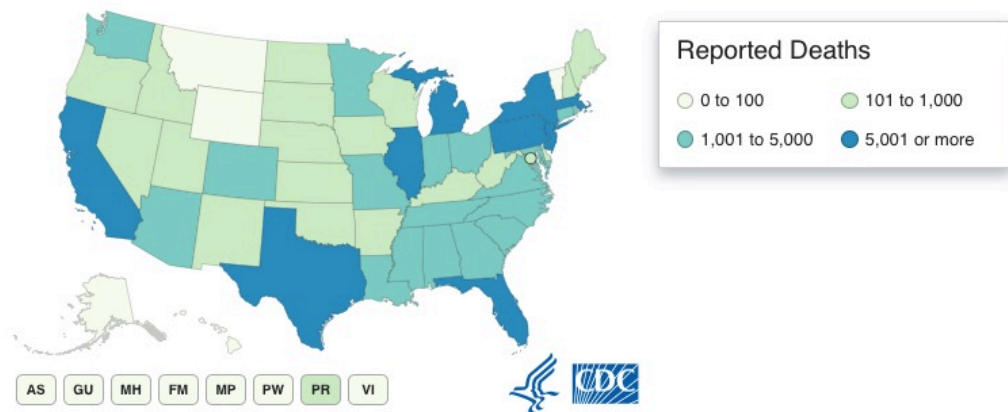 Reported Deaths
0 to 100
101 to 1,000
1,001 to 5,000
5,001 or more
AS GU MH FM MP PW PR VI
CDC